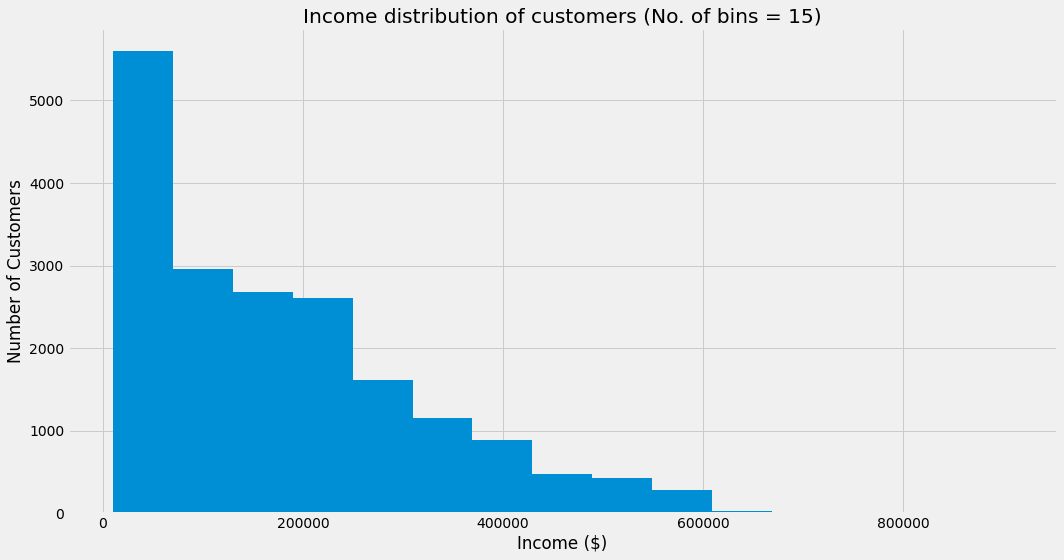 Income distribution of customers (No. of bins = 15)
Number of Customers
5000
4000
3000
2000
1000
0
0 200000 400000 600000 800000
Income ($)